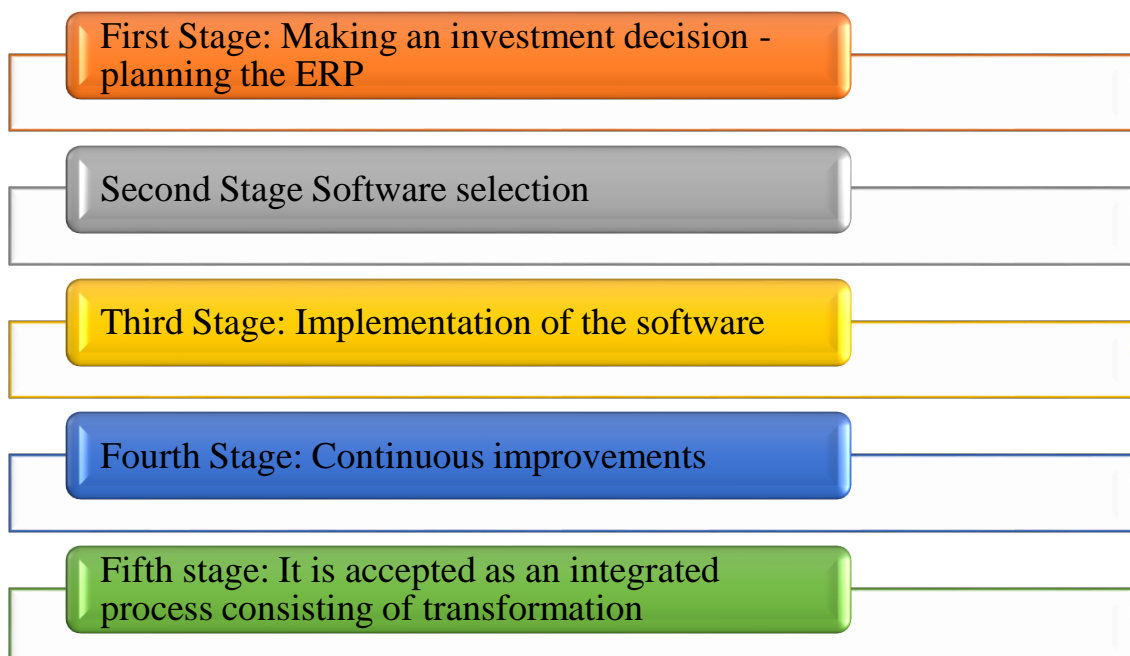 First Stage: Making an investment decision -
planning the ERP
Second Stage Software selection
Third Stage: Implementation of the software
Fourth Stage: Continuous improvements
Fifth stage: It is accepted as an integrated
process consisting of transformation